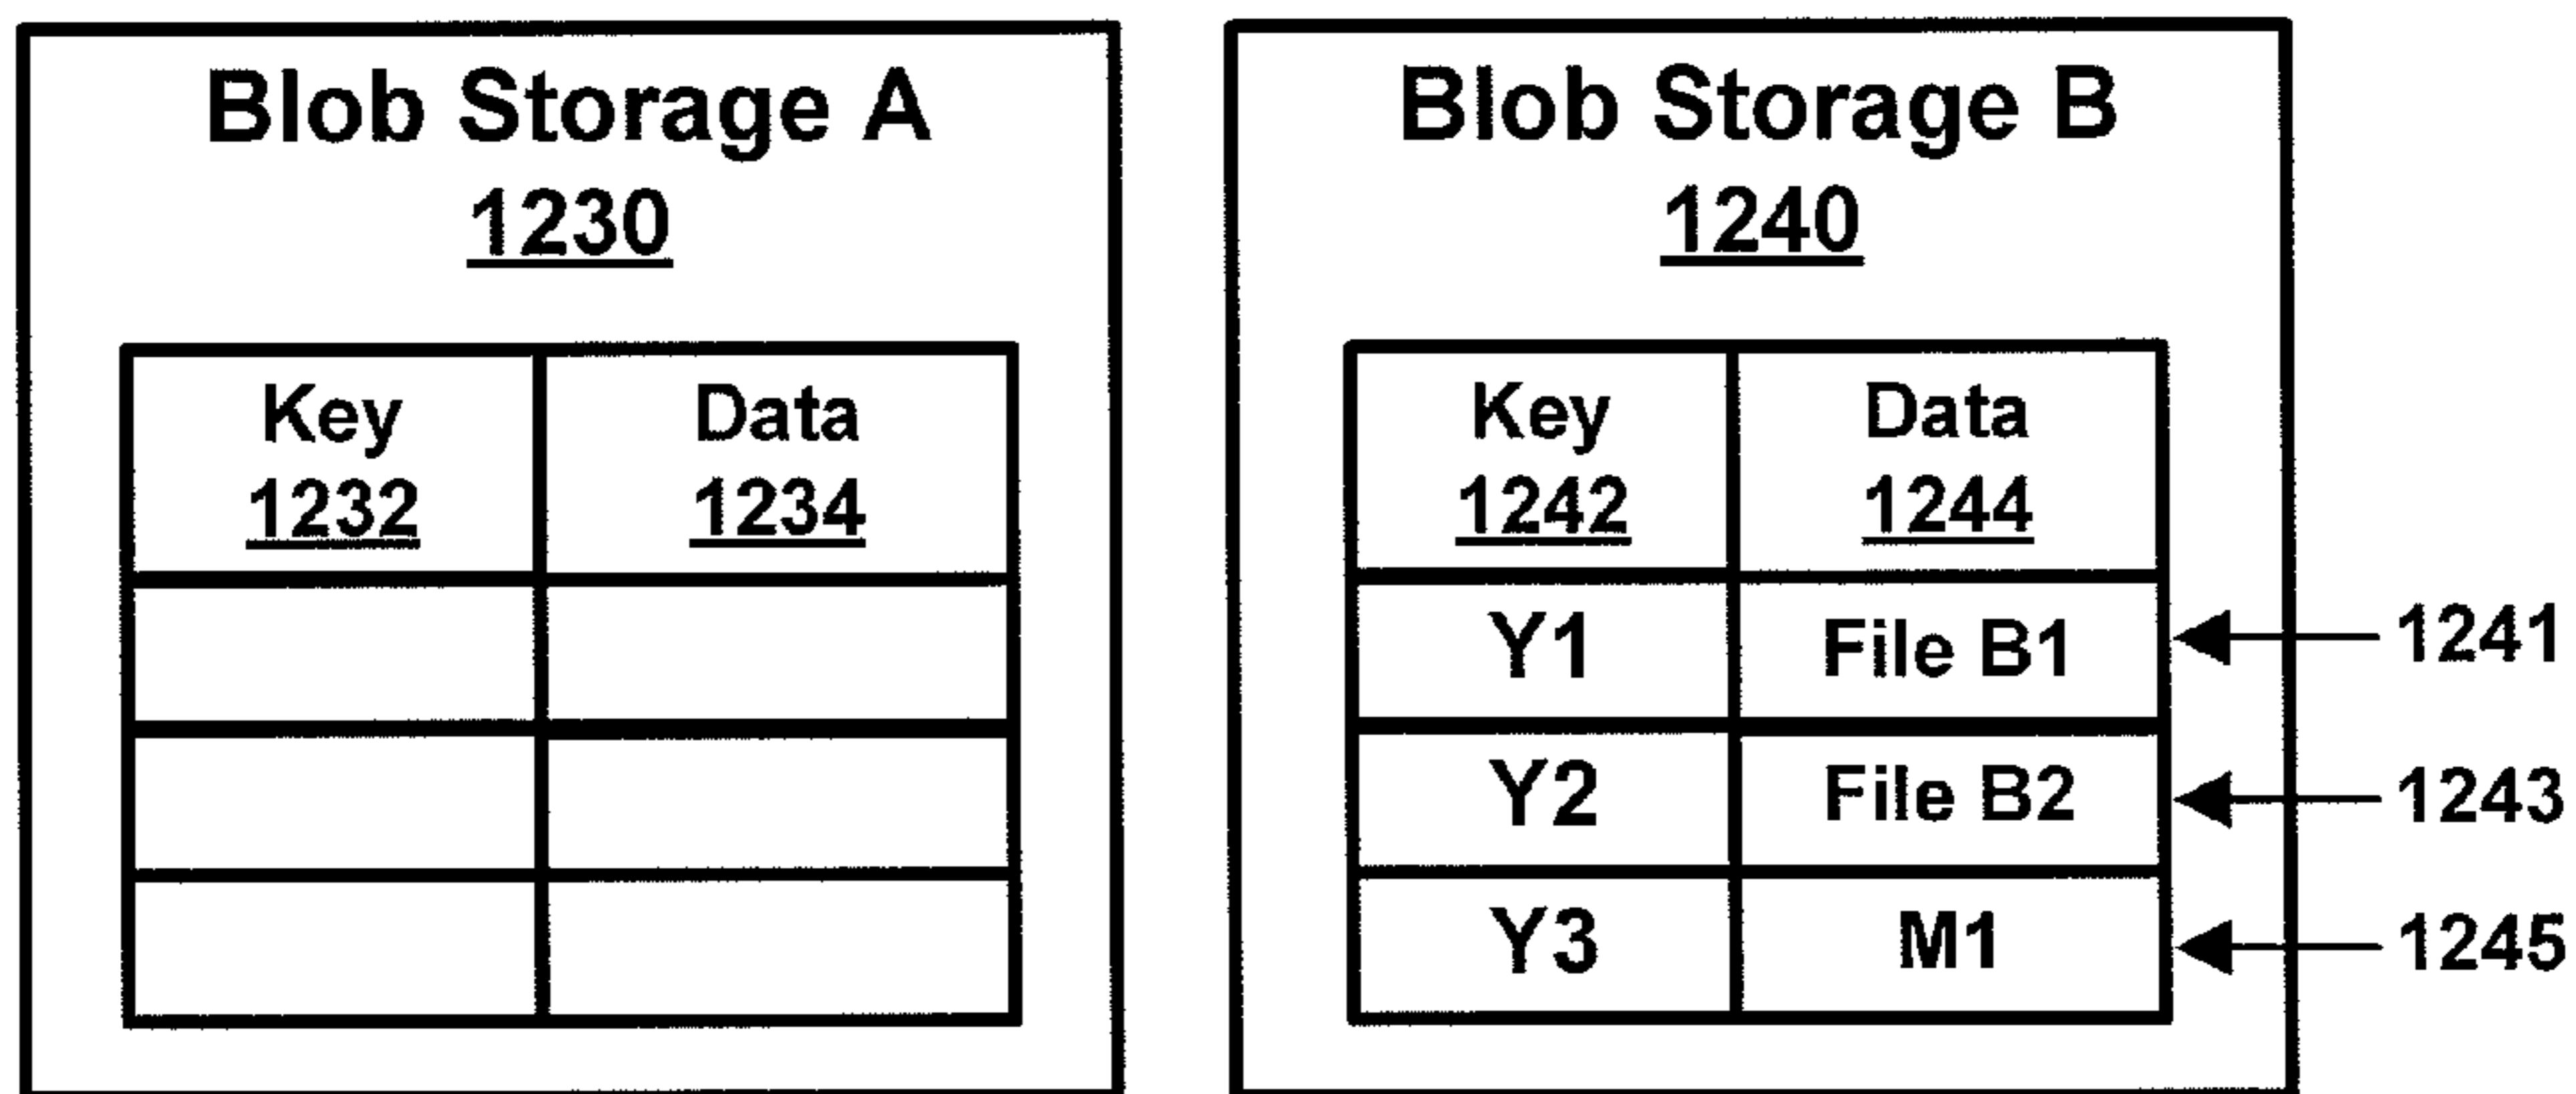 Blob Storage A
1230
Key Data
1232 1234
Blob Storage B
1240
Key Data
1242 1244
Y1 File B1 1241
Y2 File B2 1243
Y3 M1 1245